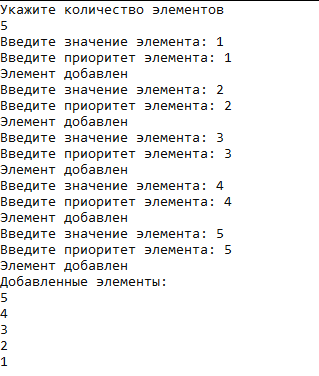 Укажите количество элементов
5
Введите значение элемента: 1
Введите приоритет элемента: 1
Элемент добавлен
Введите значение элемента: 2
Введите приоритет элемента: 2
Элемент добавлен
Введите значение элемента: 3
Введите приоритет элемента: 3
Элемент добавлен
Введите значение элемента: 4
Введите приоритет элемента: 4
Элемент добавлен
Введите значение элемента: 5
Введите приоритет элемента: 5
Элемент добавлен
Добавленные элементы:
5
4
3
2
1